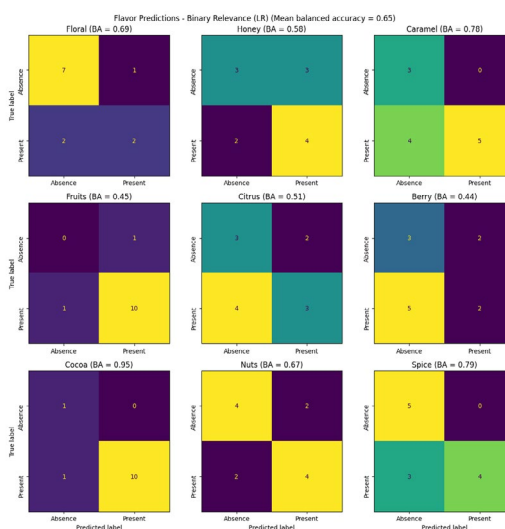 Flavor Predictions - Binary Relevance (LR) (Mean balanced accuracy = 0.65)
Floral (BA = 0.69) Honey (BA = 0.58) Caramel (BA = 0.78)
True label Absence 7 1 Absence 3 3 Absence 3 0
Present 2 2 Present 2 4 Present 4 5
Absence Present Absence Present Absence Present
Fruits (BA = 0.45) Citrus (BA = 0.51) Berry (BA = 0.44)
True label Absence 0 1 Absence 3 2 Absence 3 2
Present 1 10 Present 4 3 Present 5 2
Absence Present Absence Present Absence Present
Cocoa (BA = 0.95) Nuts (BA = 0.67) Spice (BA = 0.79)
True label Absence 1 0 Absence 4 2 Absence 5 0
Present 1 10 Present 2 4 Present 3 4
Absence Present Absence Present Absence Present
Predicted label Predicted label Predicted label